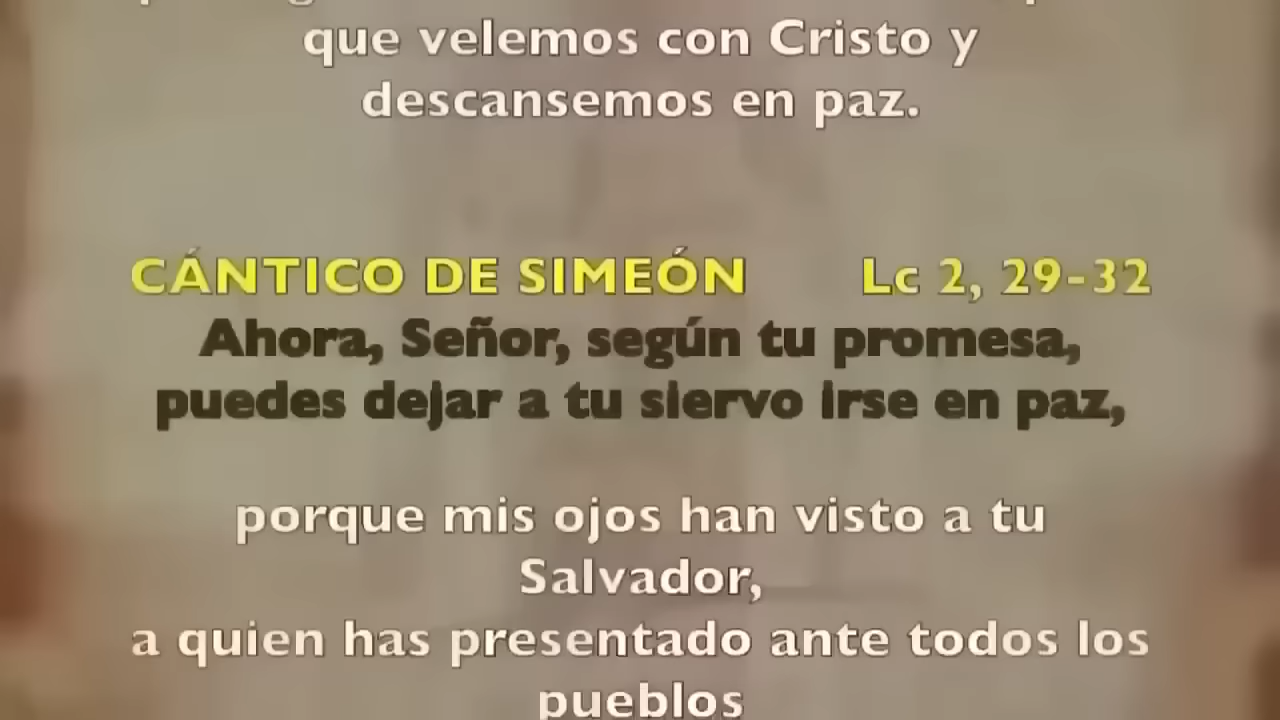 que velemos con Cristo y
descansemos en paz.
CÁNTICO DE SIMEÓN Lc 2, 29-32
Ahora, Señor, según tu promesa,
puedes dejar a tu siervo irse en paz,
porque mis ojos han visto a tu
Salvador,
a quien has presentado ante todos los
pueblos